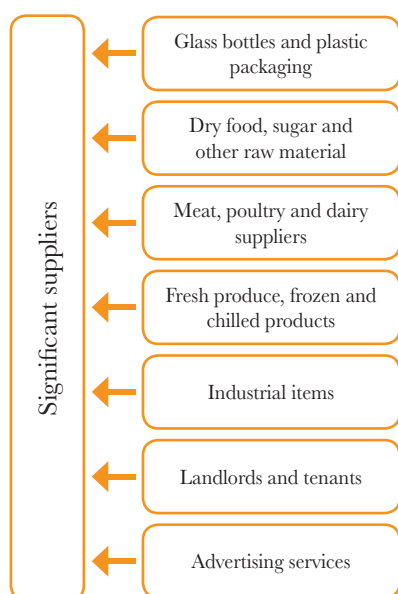 Significant suppliers
Glass bottles and plastic
packaging
Dry food, sugar and
other raw material
Meat, poultry and dairy
suppliers
Fresh produce, frozen and
chilled products
Industrial items
Landlords and tenants
Advertising services